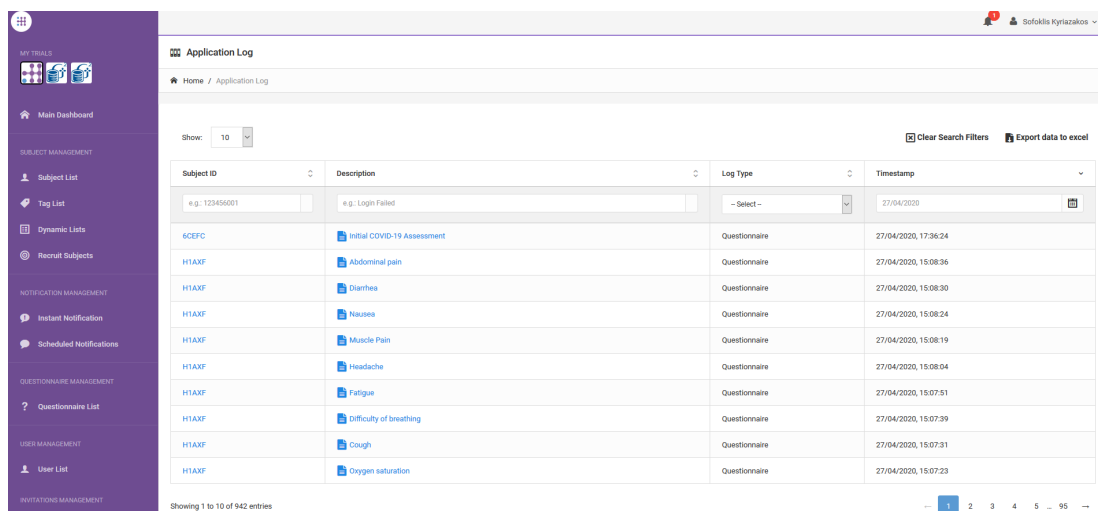 1
Sofoklis Kyriazakos
MY TRIALS
Application Log
Home / Application Log
Main Dashboard
SUBJECT MANAGEMENT
Subject List
Tag List
Dynamic Lists
Recruit Subjects
NOTIFICATION MANAGEMENT
Instant Notification
Scheduled Notifications
QUESTIONNAIRE MANAGEMENT
? Questionnaire List
USER MANAGEMENT
User List
INVITATIONS MANAGEMENT
Show: 10
Clear Search Filters Export data to excel
Subject ID Description Log Type Timestamp
e.g.: 123456001 e.g.: Login Failed -- Select -- 27/04/2020
6CEFC Initial COVID-19 Assessment Questionnaire 27/04/2020, 17:36:24
H1AXF Abdominal pain Questionnaire 27/04/2020, 15:08:36
H1AXF Diarrhea Questionnaire 27/04/2020, 15:08:30
H1AXF Nausea Questionnaire 27/04/2020, 15:08:24
H1AXF Muscle Pain Questionnaire 27/04/2020, 15:08:19
H1AXF Headache Questionnaire 27/04/2020, 15:08:04
H1AXF Fatigue Questionnaire 27/04/2020, 15:07:51
H1AXF Difficulty of breathing Questionnaire 27/04/2020, 15:07:39
H1AXF Cough Questionnaire 27/04/2020, 15:07:31
H1AXF Oxygen saturation Questionnaire 27/04/2020, 15:07:23
Showing 1 to 10 of 942 entries ← 1 2 3 4 5 ... 95 →